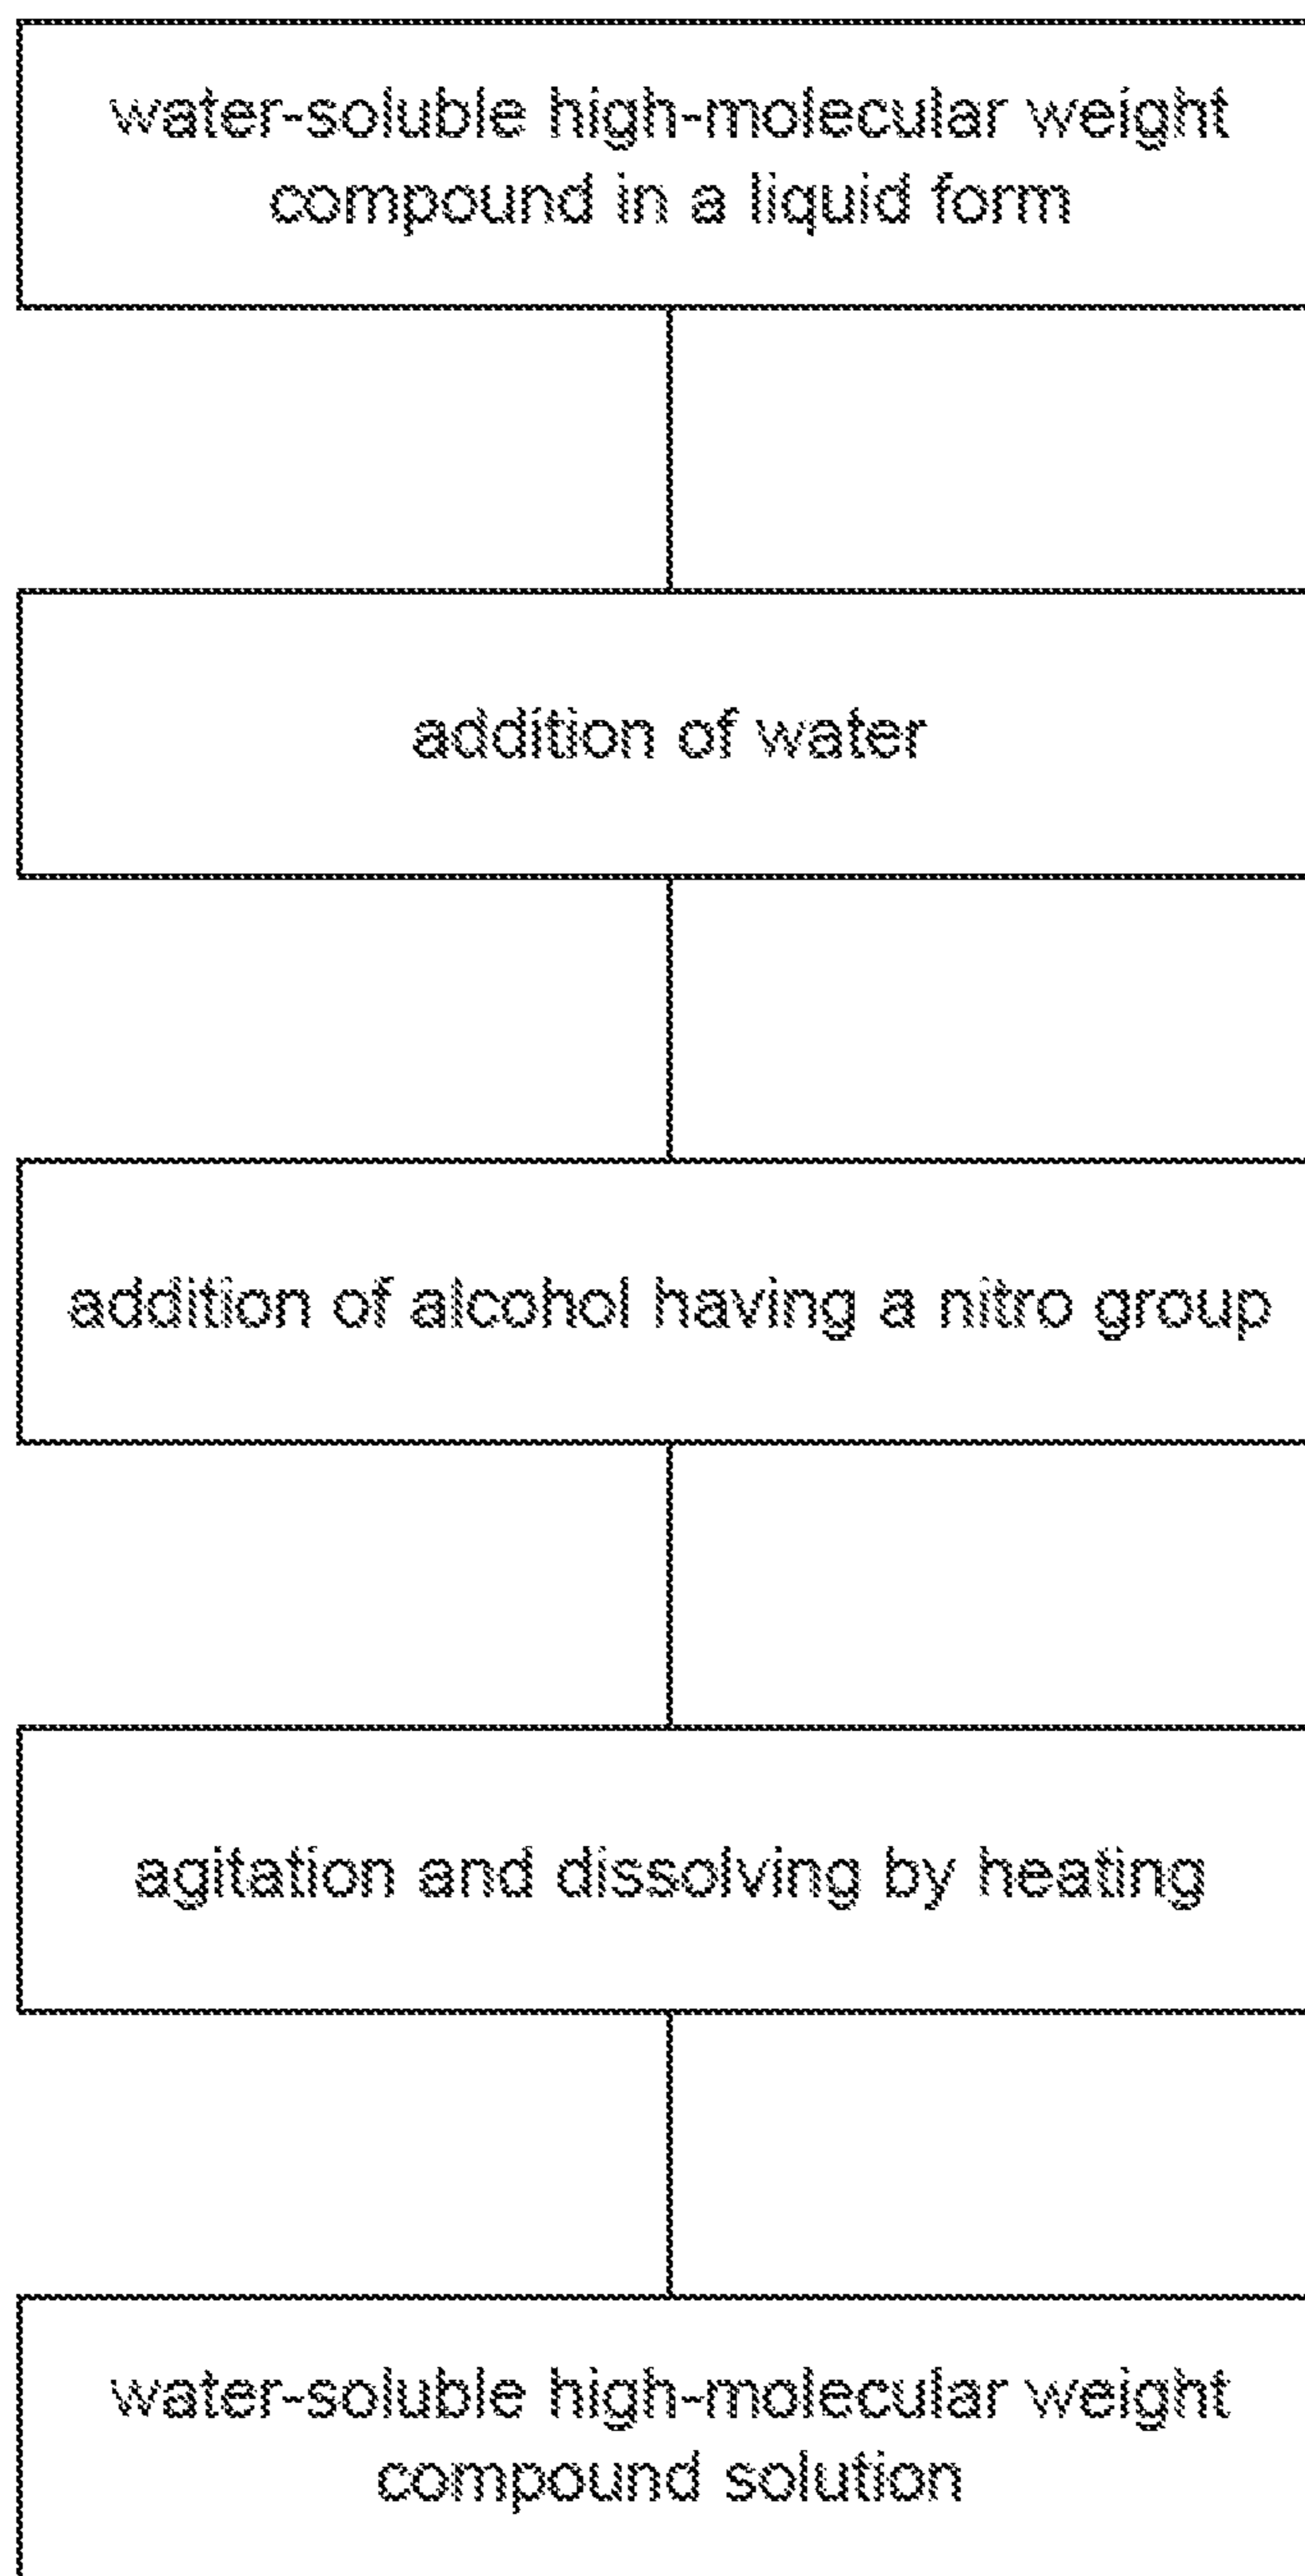 water-soluble high-molecular weight
compound in a liquid form
addition of water
addition of alcohol having a nitro group
agitation and dissolving by heating
water-soluble high-molecular weight
compound solution